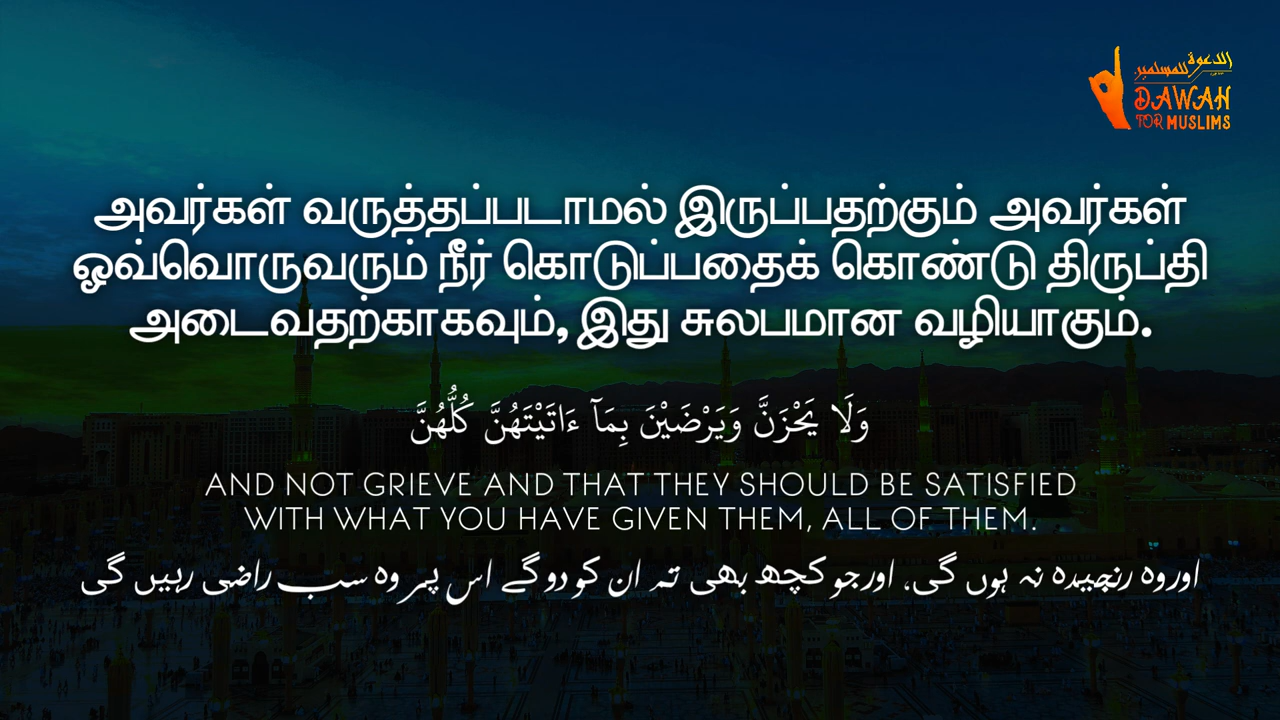 الدعوة للمسلمين
DAWAH
FOR MUSLIMS
அவர்கள் வருத்தப்படாமல் இருப்பதற்கும் அவர்கள்
ஒவ்வொருவரும் நீர் கொடுப்பதைக் கொண்டு திருப்தி
அடைவதற்காகவும், இது சுலபமான வழியாகும்.
وَلَا يَحْزَنَّ وَيَرْضَيْنَ بِمَآ ءَاتَيْتَهُنَّ كُلُّهُنَّ
AND NOT GRIEVE AND THAT THEY SHOULD BE SATISFIED
WITH WHAT YOU HAVE GIVEN THEM, ALL OF THEM.
اور وہ رنجیدہ نہ ہوں گی، اور جو کچھ بھی تم ان کو دو گے اس پر وہ سب راضی رہیں گی